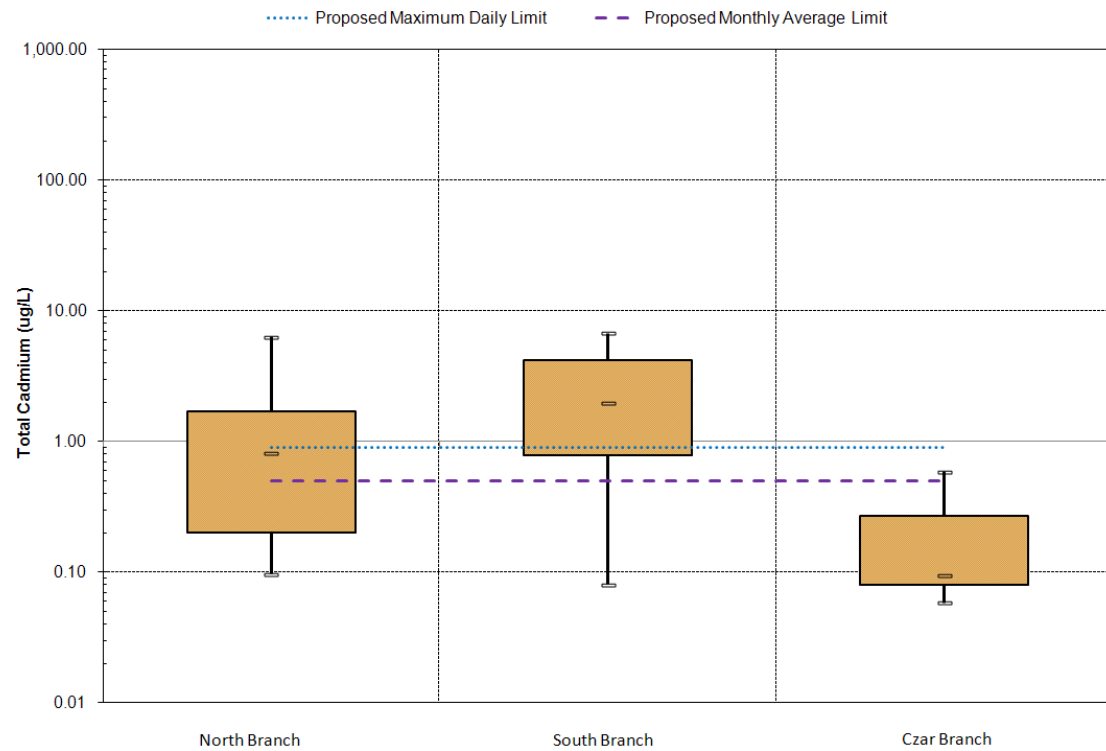 Proposed Maximum Daily Limit Proposed Monthly Average Limit
1,000.00
100.00
10.00
1.00
0.10
0.01
Total Cadmium (ug/L)
North Branch South Branch Czar Branch